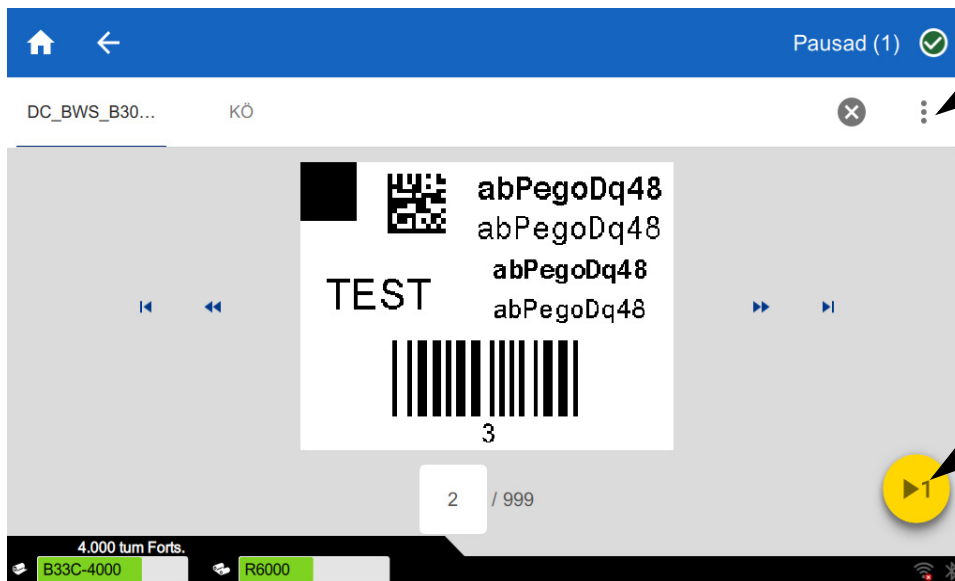 Pausad (1)
DC_BWS_B30...
KÖ
abPegoDq48
abPegoDq48
TEST
abPegoDq48
abPegoDq48
3
2 / 999
1
4.000 tum Forts.
B33C-4000
R6000